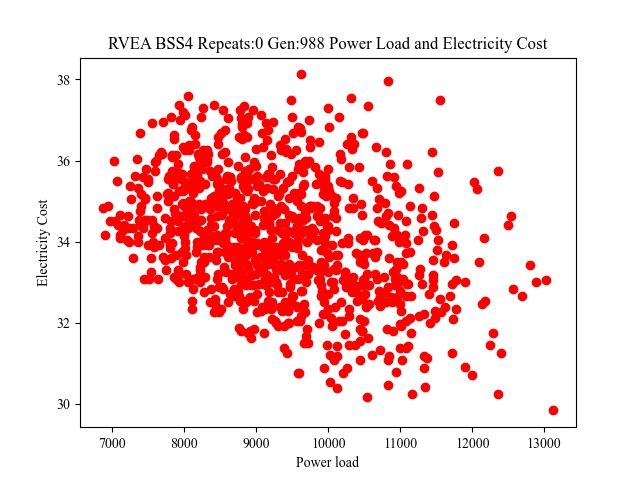 RVEA BSS4 Repeats:0 Gen:988 Power Load and Electricity Cost
38
36
34
32
30
Electricity Cost
7000 8000 9000 10000 11000 12000 13000
Power load